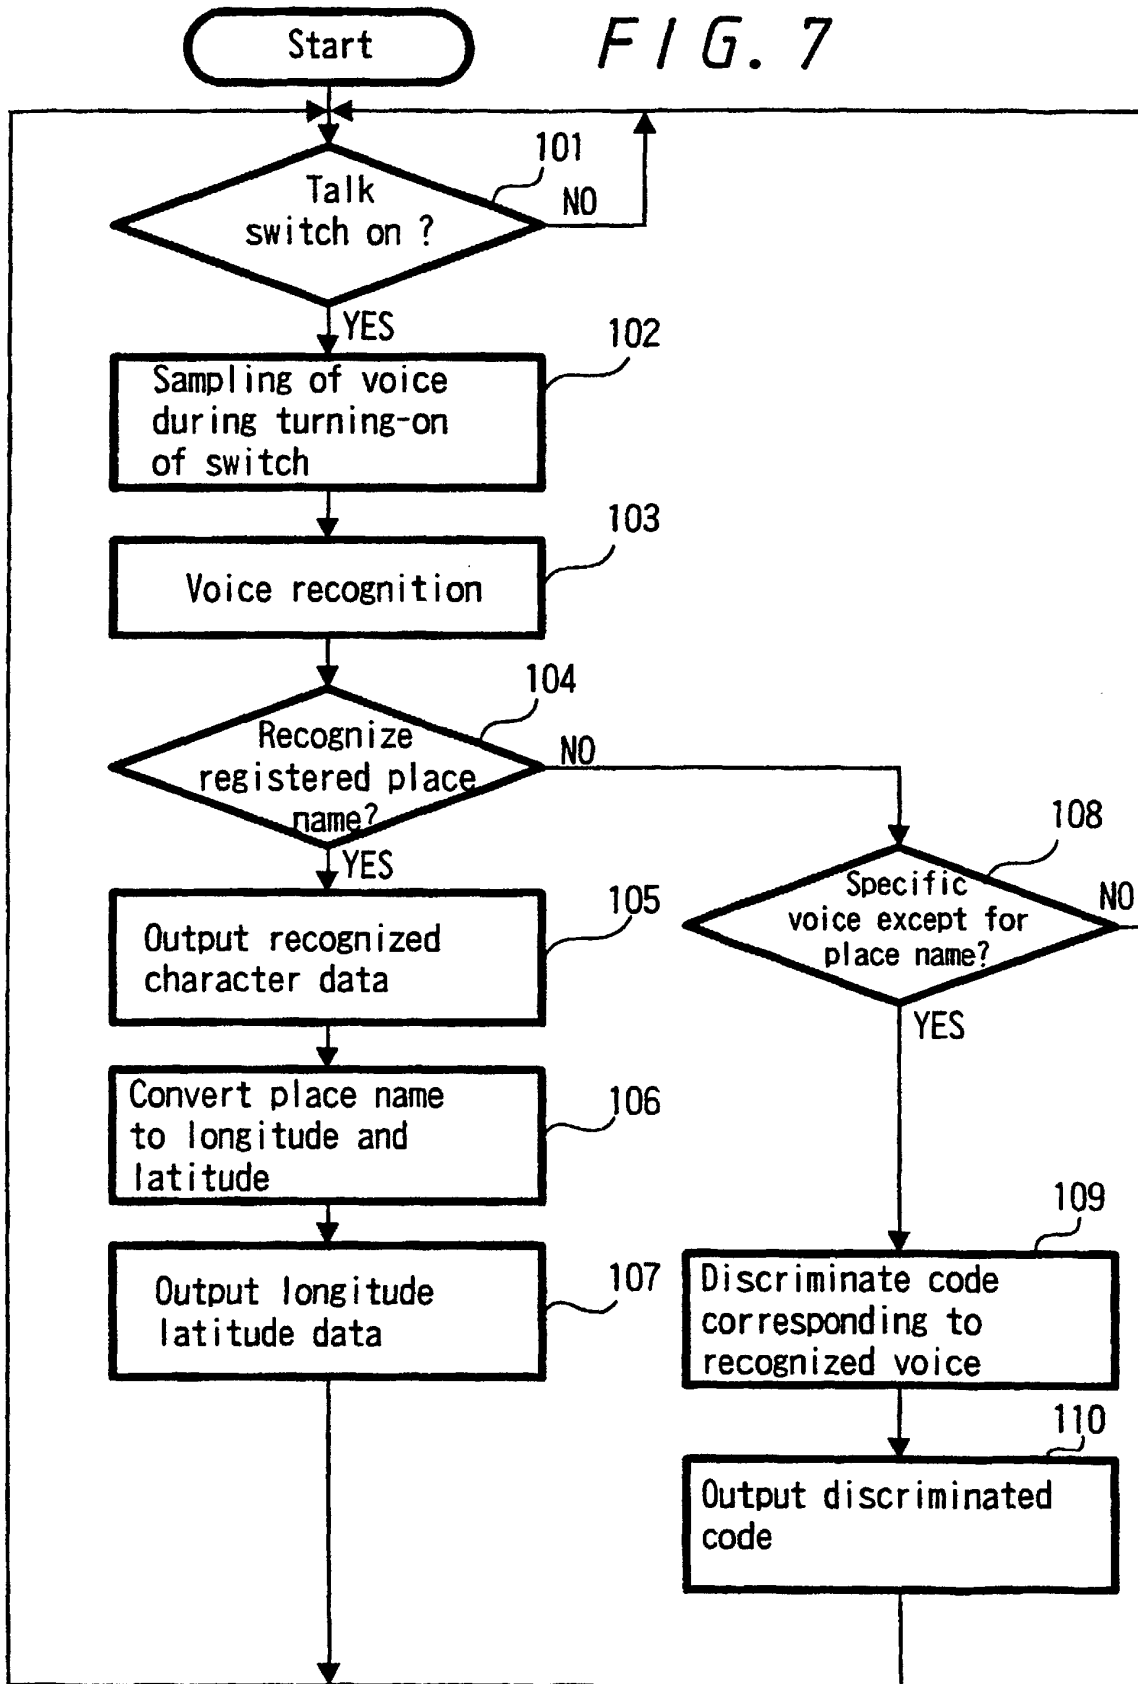 Start
FIG. 7
101
Talk
switch on ?
NO
YES
102
Sampling of voice
during turning-on
of switch
103
Voice recognition
104
Recognize
registered place
name?
NO
YES
108
Specific
voice except for
place name?
NO
YES
105
Output recognized
character data
106
Convert place name
to longitude and
latitude
107
Output longitude
latitude data
109
Discriminate code
corresponding to
recognized voice
110
Output discriminated
code